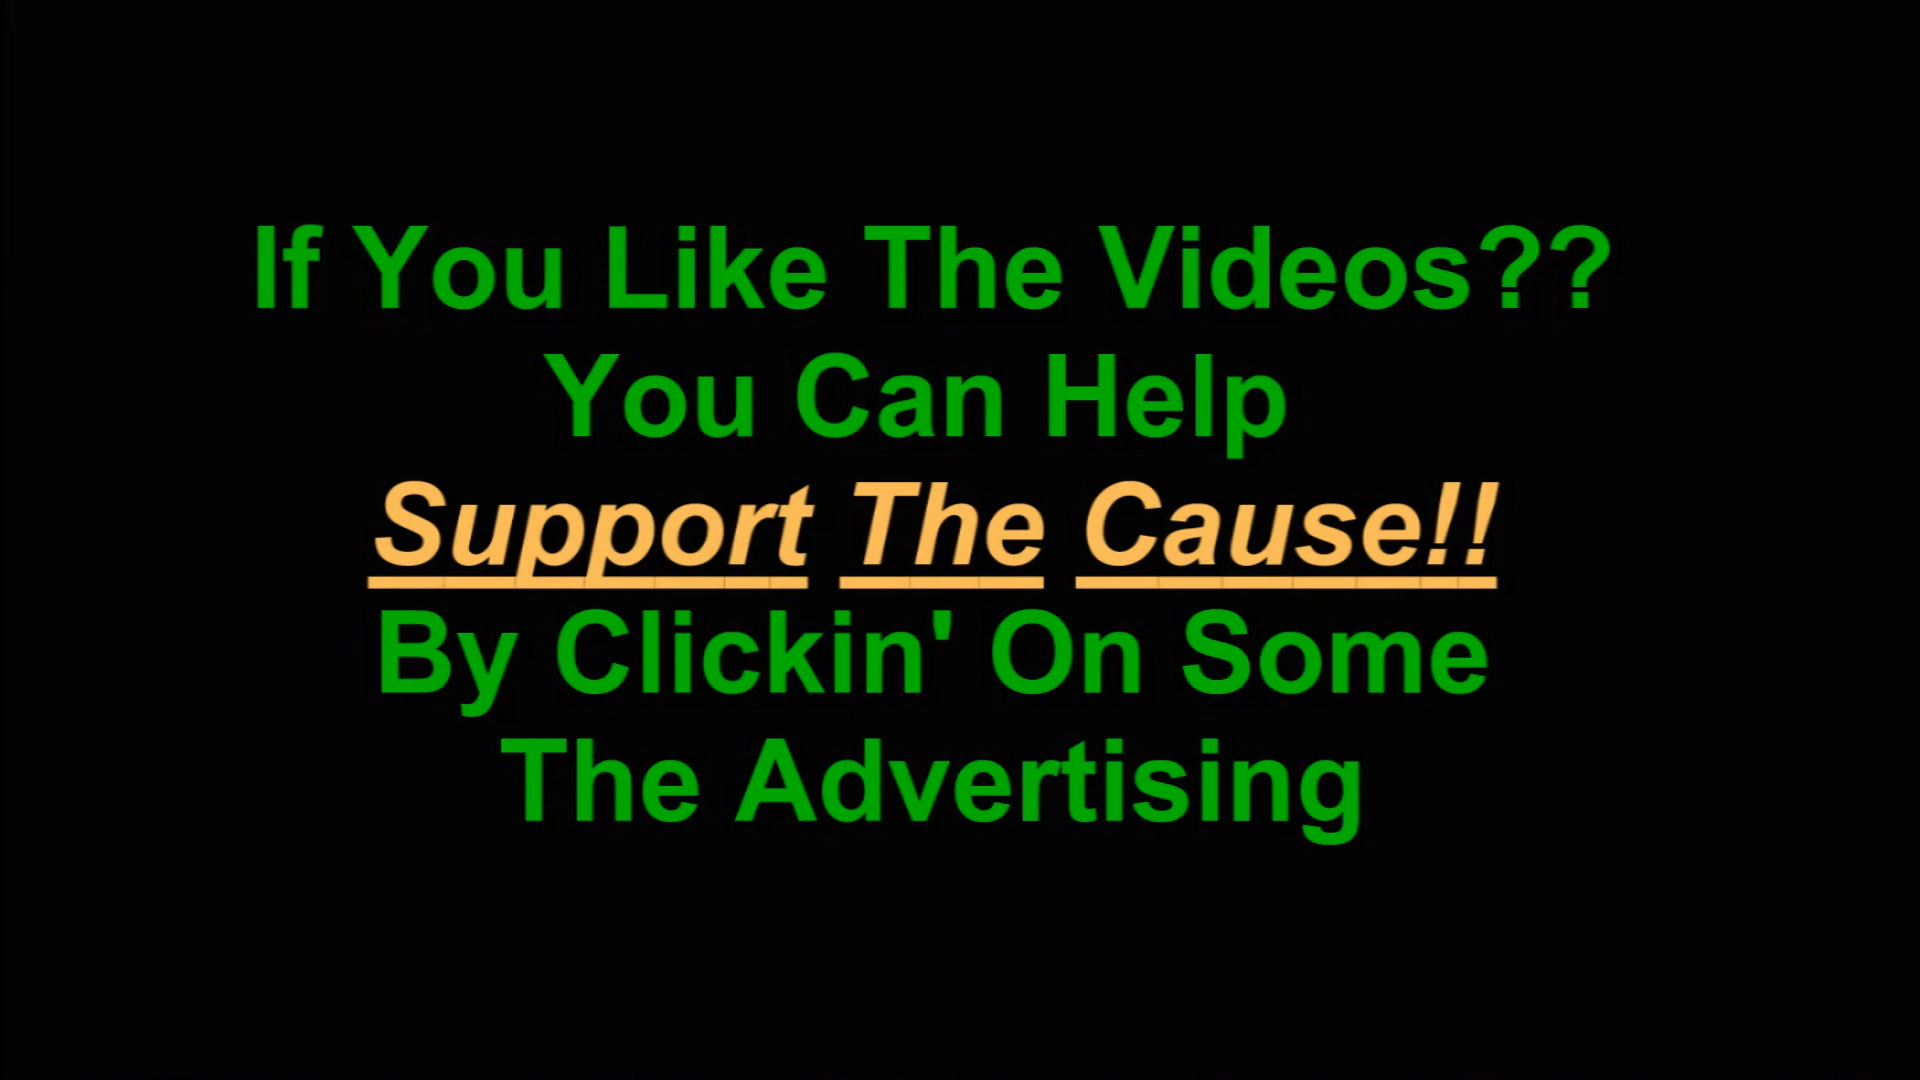 If You Like The Videos??
You Can Help
Support The Cause!!
By Clickin' On Some
The Advertising